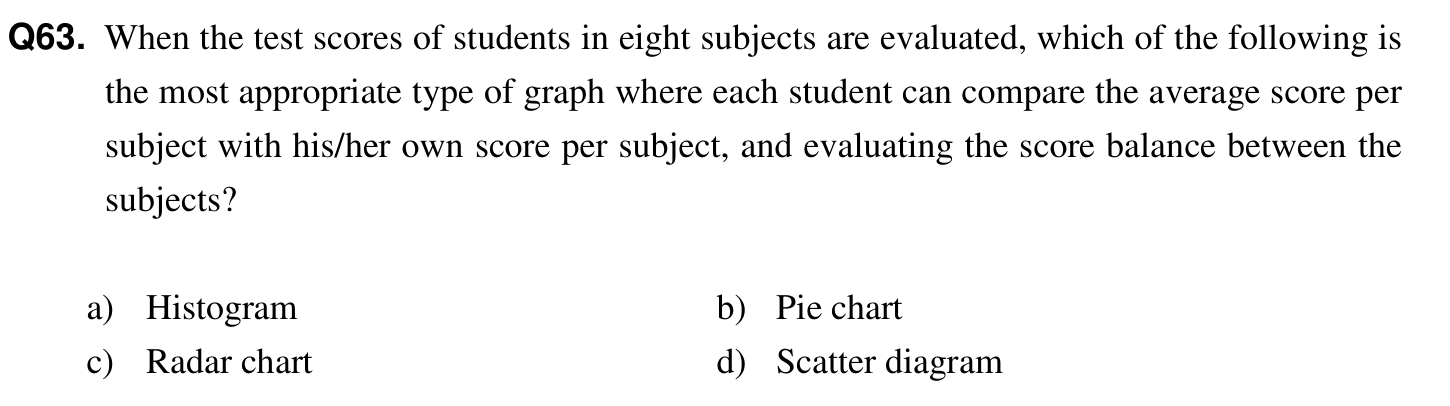 Q63. When the test scores of students in eight subjects are evaluated, which of the following is
the most appropriate type of graph where each student can compare the average score per
subject with his/her own score per subject, and evaluating the score balance between the
subjects?
a) Histogram b) Pie chart
c) Radar chart d) Scatter diagram